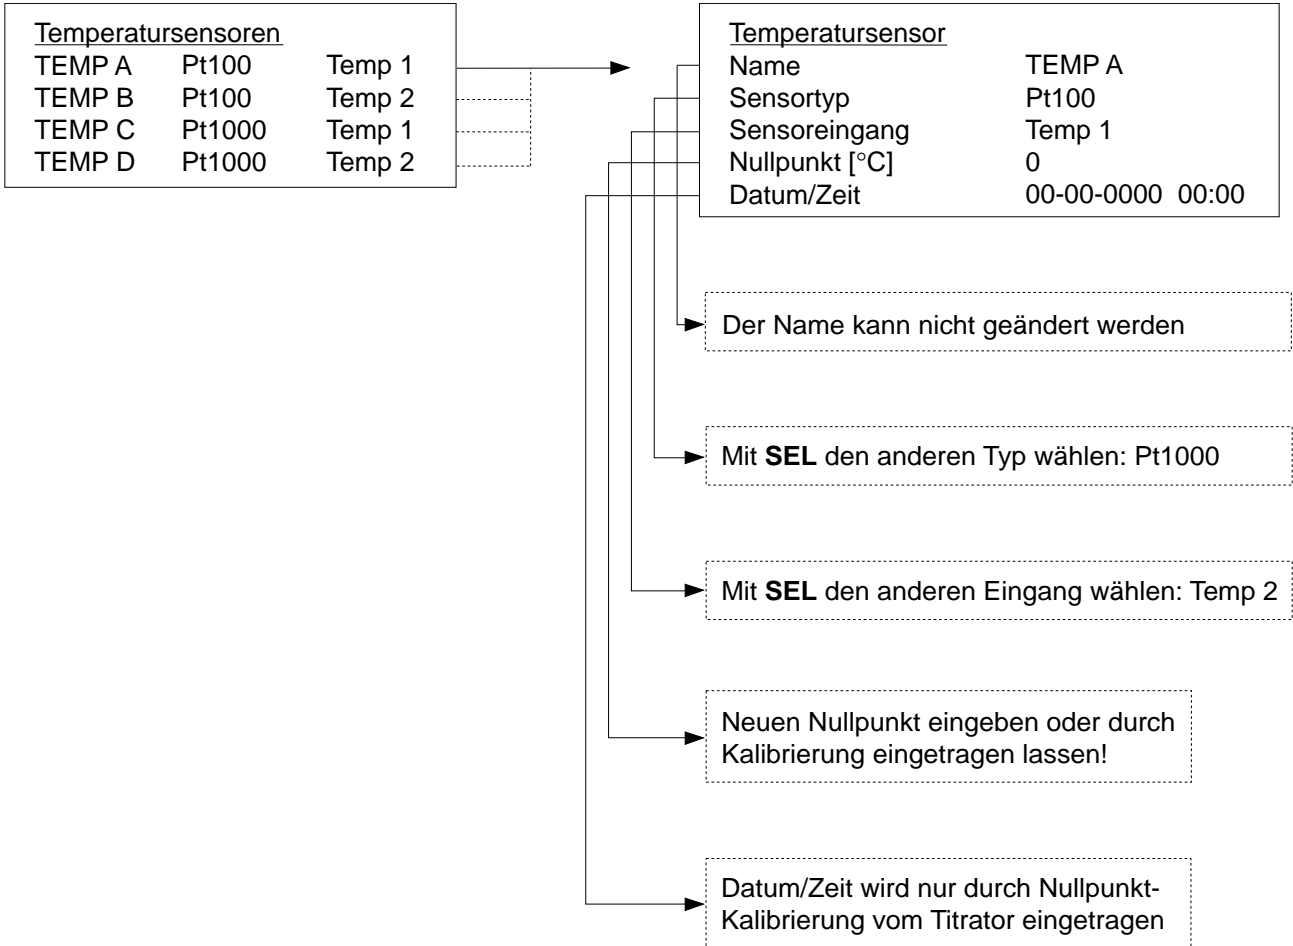 Temperatursensoren
TEMP A Pt100 Temp 1
TEMP B Pt100 Temp 2
TEMP C Pt1000 Temp 1
TEMP D Pt1000 Temp 2
Temperatursensor
Name TEMP A
Sensortyp Pt100
Sensoreingang Temp 1
Nullpunkt [°C] 0
Datum/Zeit 00-00-0000 00:00
Der Name kann nicht geändert werden
Mit SEL den anderen Typ wählen: Pt1000
Mit SEL den anderen Eingang wählen: Temp 2
Neuen Nullpunkt eingeben oder durch
Kalibrierung eingetragen lassen!
Datum/Zeit wird nur durch Nullpunkt-
Kalibrierung vom Titrator eingetragen